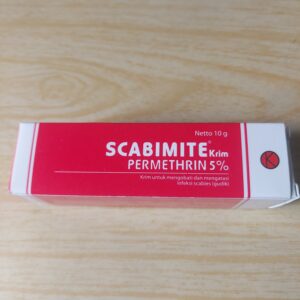 Netto 10 g
SCABIMITE® Krim
PERMETHRIN 5%
Krim untuk mengobati dan mengatasi
infeksi scabies (gudik)
K